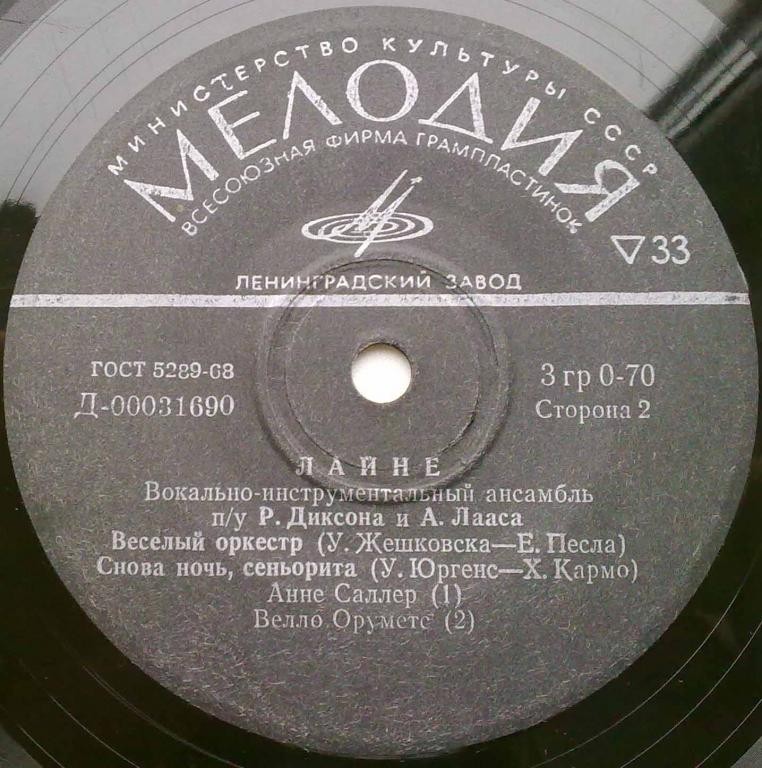 МИНИСТЕРСТВО КУЛЬТУРЫ СССР
МЕЛОДИЯ
ВСЕСОЮЗНАЯ ФИРМА ГРАМПЛАСТИНОК
33
ЛЕНИНГРАДСКИЙ ЗАВОД
ГОСТ 5289-68
3 гр 0-70
Д-00031690
Сторона 2
ЛАЙНЕ
Вокально-инструментальный ансамбль
п/у Р. Диксона и А. Лааса
Веселый оркестр (У. Жешковска—Е. Песла)
Снова ночь, сеньорита (У. Юргенс—Х. Кармо)
Анне Саллер (1)
Велло Оруметс (2)